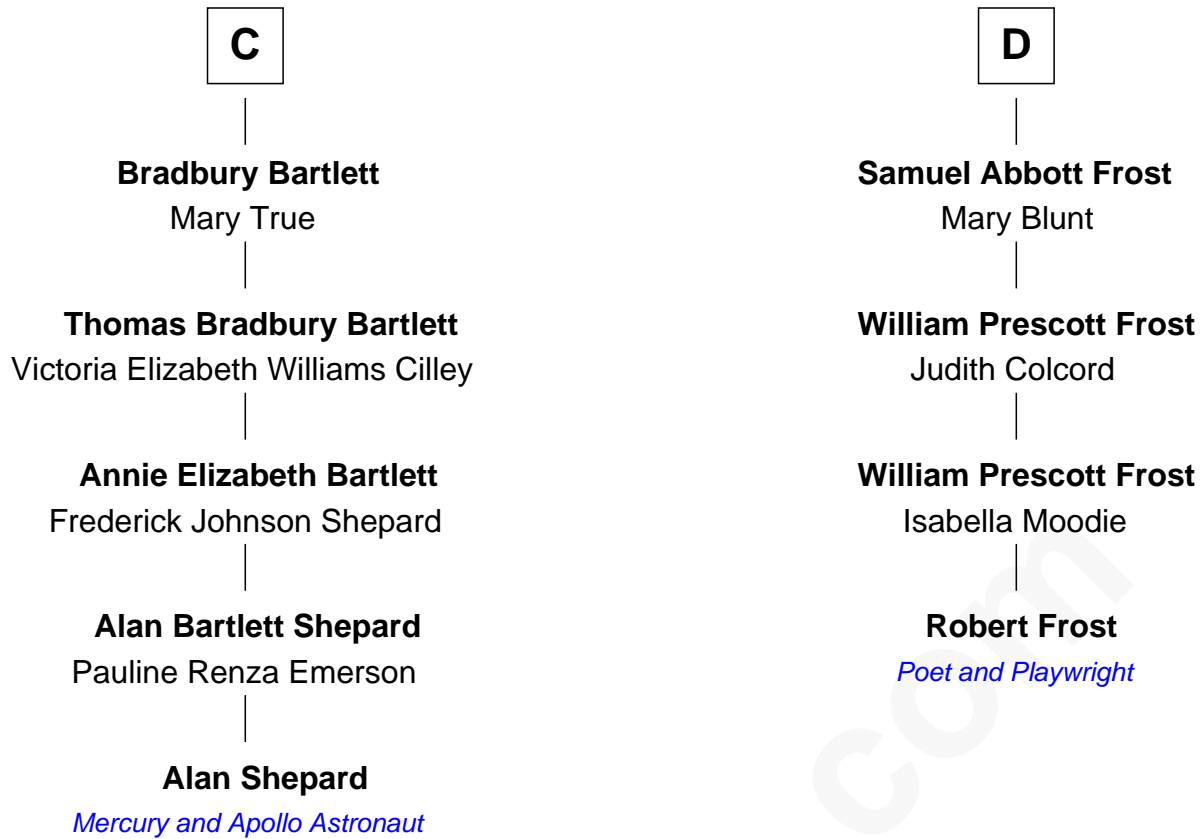 C
Bradbury Bartlett
Mary True
Thomas Bradbury Bartlett
Victoria Elizabeth Williams Cilley
Annie Elizabeth Bartlett
Frederick Johnson Shepard
Alan Bartlett Shepard
Pauline Renza Emerson
Alan Shepard
Mercury and Apollo Astronaut
D
Samuel Abbott Frost
Mary Blunt
William Prescott Frost
Judith Colcord
William Prescott Frost
Isabella Moodie
Robert Frost
Poet and Playwright
com